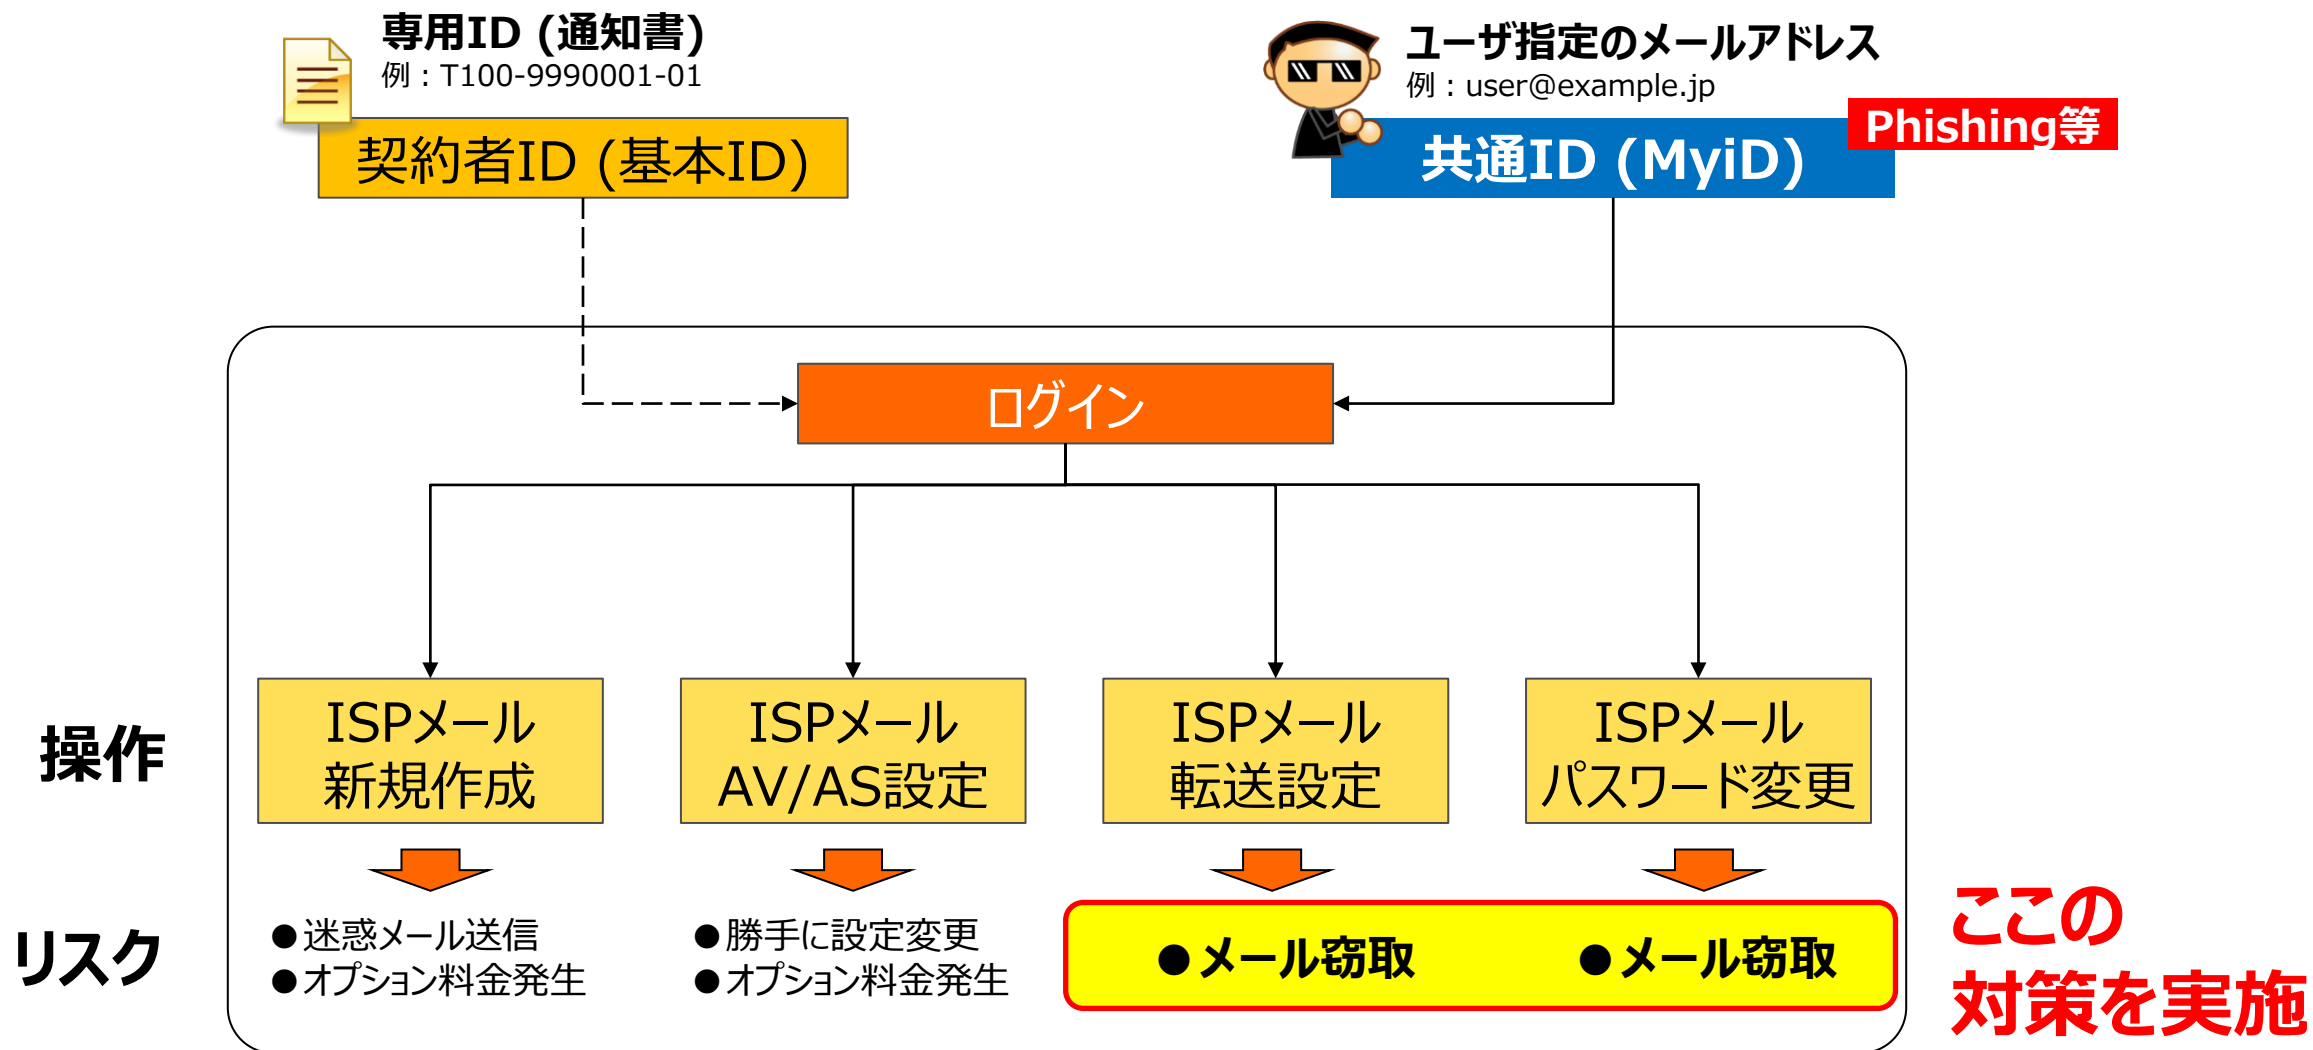 専用ID (通知書)
例：T100-9990001-01
契約者ID (基本ID)
ユーザ指定のメールアドレス
例：user@example.jp
Phishing等
共通ID (MyiD)
ログイン
操作
ISPメール
新規作成
ISPメール
AV/AS設定
ISPメール
転送設定
ISPメール
パスワード変更
リスク
●迷惑メール送信
●オプション料金発生
●勝手に設定変更
●オプション料金発生
●メール窃取
●メール窃取
ここの
対策を実施